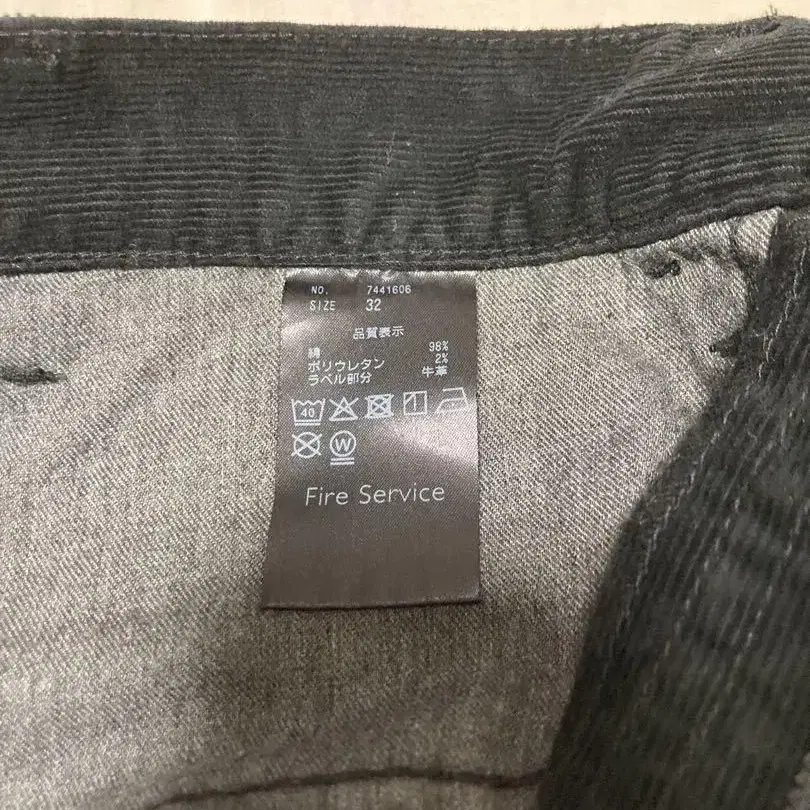 NO. 7441606
SIZE 32
品質表示
綿 98%
ポリウレタン 2%
ラベル部分 牛革
40
W
Fire Service